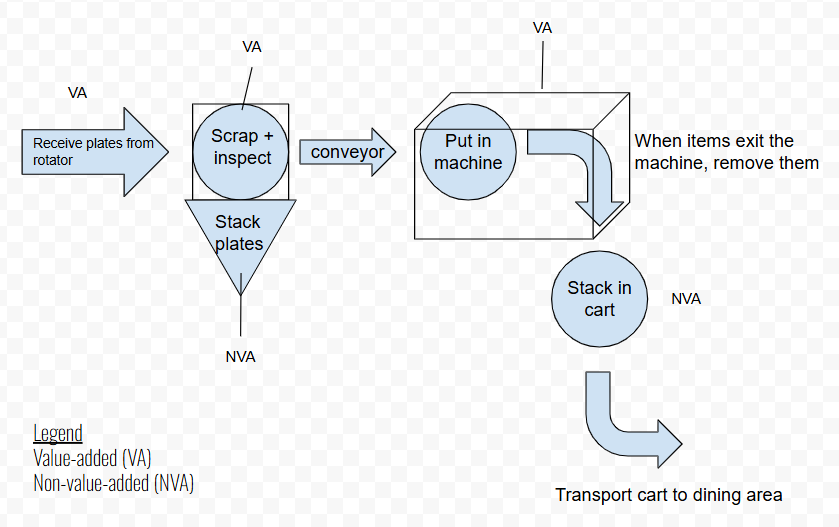 VA
VA
VA
Receive plates from
rotator
Scrap +
inspect
conveyor
Put in
machine
When items exit the
machine, remove them
Stack
plates
Stack in
cart
NVA
NVA
Legend
Value-added (VA)
Non-value-added (NVA)
Transport cart to dining area